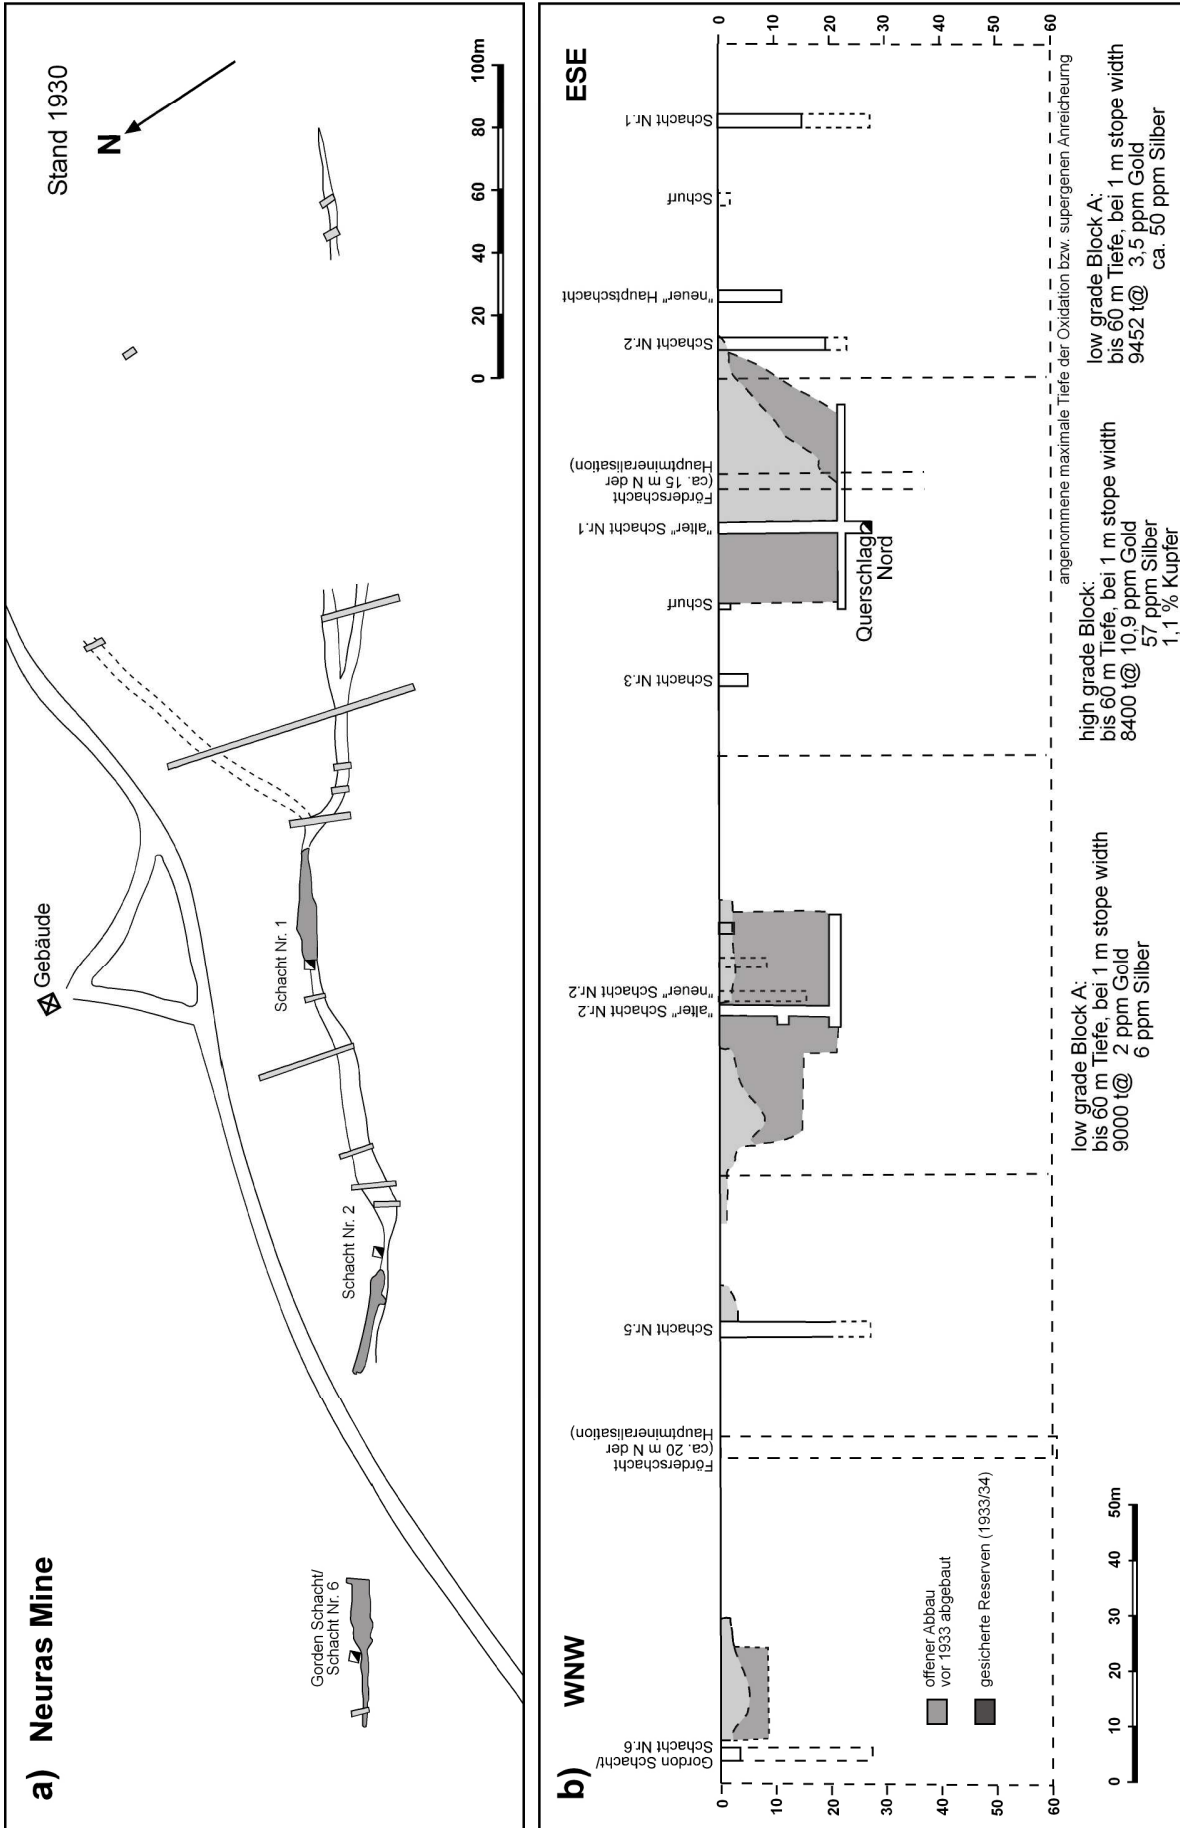 a) Neuras Mine
Stand 1930
N
0 20 40 60 80 100m
Gebäude
Schacht Nr. 1
Schacht Nr. 2
Gorden Schacht/
Schacht Nr. 6
b)
WNW
ESE
Gordon Schacht/
Schacht Nr.6
Förderschacht
(ca. 20 m N der
Hauptmineralisation)
Schacht Nr.5
"alter" Schacht Nr.2
"neuer" Schacht Nr.2
Schacht Nr.3
Schurf
"alter" Schacht Nr.1
Förderschacht
(ca. 15 m N der
Hauptmineralisation)
Schacht Nr.2
"neuer" Hauptschacht
Schurf
Schacht Nr.1
0
10
20
30
40
50
60
0
10
20
30
40
50
60
Querschlag
Nord
offener Abbau
vor 1933 abgebaut
gesicherte Reserven (1933/34)
0 10 20 30 40 50m
angenommene maximale Tiefe der Oxidation bzw. supergenen Anreicheurng
low grade Block A:
bis 60 m Tiefe, bei 1 m stope width
9000 t@ 2 ppm Gold
6 ppm Silber
high grade Block:
bis 60 m Tiefe, bei 1 m stope width
8400 t@ 10,9 ppm Gold
57 ppm Silber
1,1 % Kupfer
low grade Block A:
bis 60 m Tiefe, bei 1 m stope width
9452 t@ 3,5 ppm Gold
ca. 50 ppm Silber